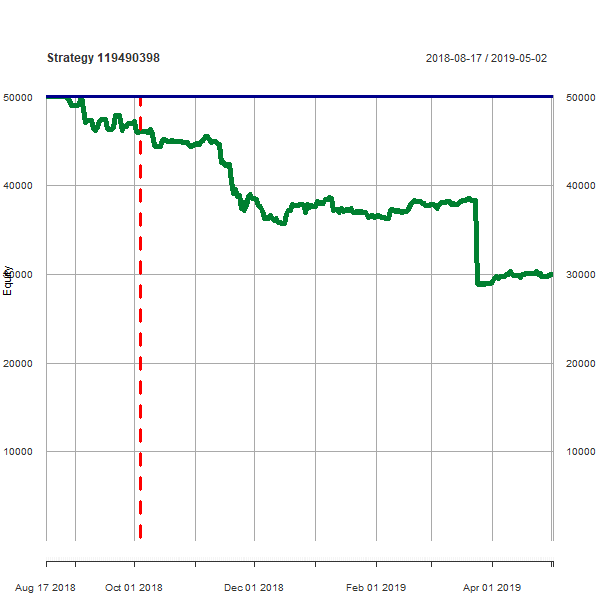 Strategy 119490398
2018-08-17 / 2019-05-02
50000 50000
40000 40000
30000 30000
20000 20000
10000 10000
Equity
Aug 17 2018 Oct 01 2018 Dec 01 2018 Feb 01 2019 Apr 01 2019